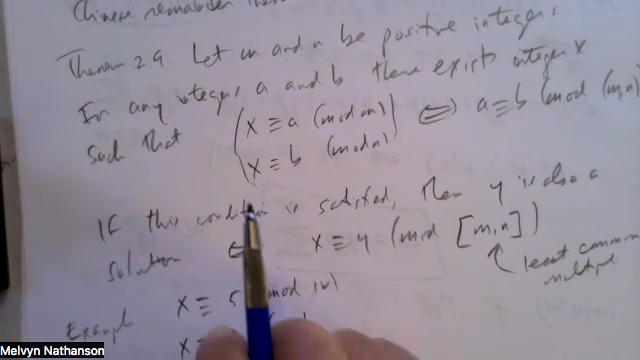 Chinese remainder
Theorem 2.9. Let m and n be positive integers.
For any integers a and b there exists integer x
such that (x ≡ a (mod m) ⟺ a ≡ b (mod (m,n)
x ≡ b (mod n)
If this condition is satisfied, then y is also a
solution x ≡ y (mod [m,n])
least common
multiple
Example x ≡ 5 (mod
x ≡
Melvyn Nathanson